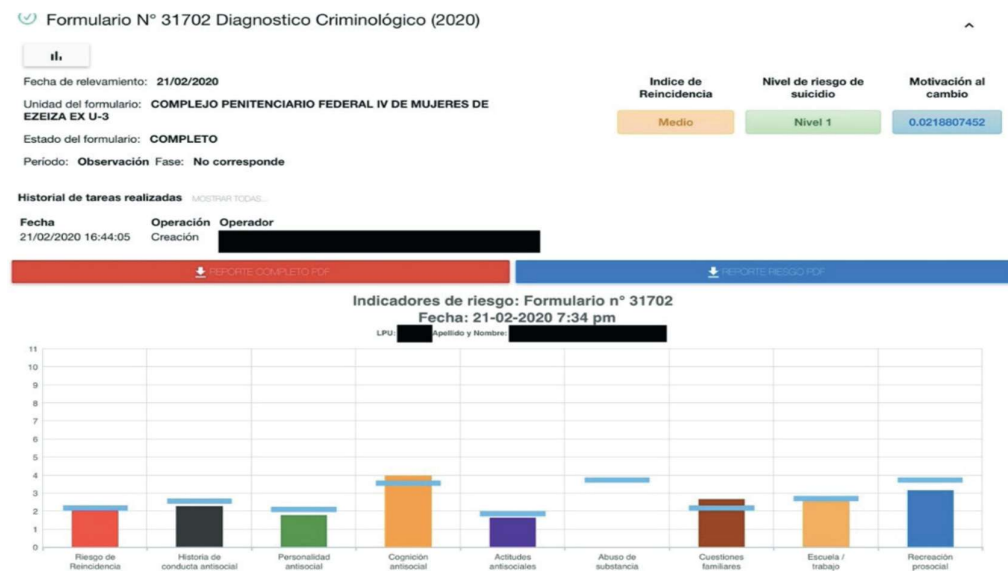 Formulario N° 31702 Diagnostico Criminológico (2020)
Fecha de relevamiento: 21/02/2020
Unidad del formulario: COMPLEJO PENITENCIARIO FEDERAL IV DE MUJERES DE
EZEIZA EX U-3
Estado del formulario: COMPLETO
Período: Observación Fase: No corresponde
Indice de
Reincidencia
Medio
Nivel de riesgo de
suicidio
Nivel 1
Motivación al
cambio
0.0218807452
Historial de tareas realizadas MOSTRAR TODAS...
Fecha Operación Operador
21/02/2020 16:44:05 Creación
REPORTE COMPLETO PDF
REPORTE RIESGO PDF
Indicadores de riesgo: Formulario n° 31702
Fecha: 21-02-2020 7:34 pm
LPU: Apellido y Nombre:
11
10
9
8
7
6
5
4
3
2
1
0
Riesgo de
Reincidencia
Historia de
conducta antisocial
Personalidad
antisocial
Cognición
antisocial
Actitudes
antisociales
Abuso de
substancia
Cuestiones
familiares
Escuela /
trabajo
Recreación
prosocial